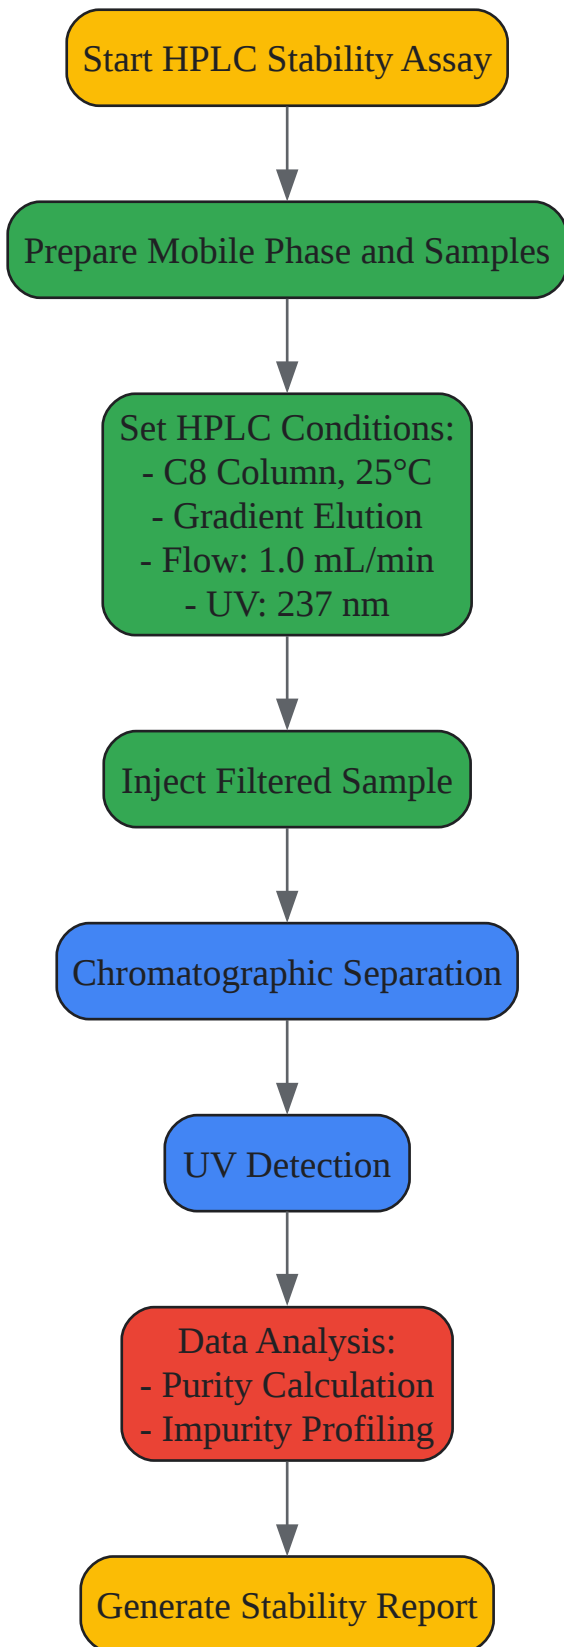 Start HPLC Stability Assay
Prepare Mobile Phase and Samples
Set HPLC Conditions:
- C8 Column, 25°C
- Gradient Elution
- Flow: 1.0 mL/min
- UV: 237 nm
Inject Filtered Sample
Chromatographic Separation
UV Detection
Data Analysis:
- Purity Calculation
- Impurity Profiling
Generate Stability Report